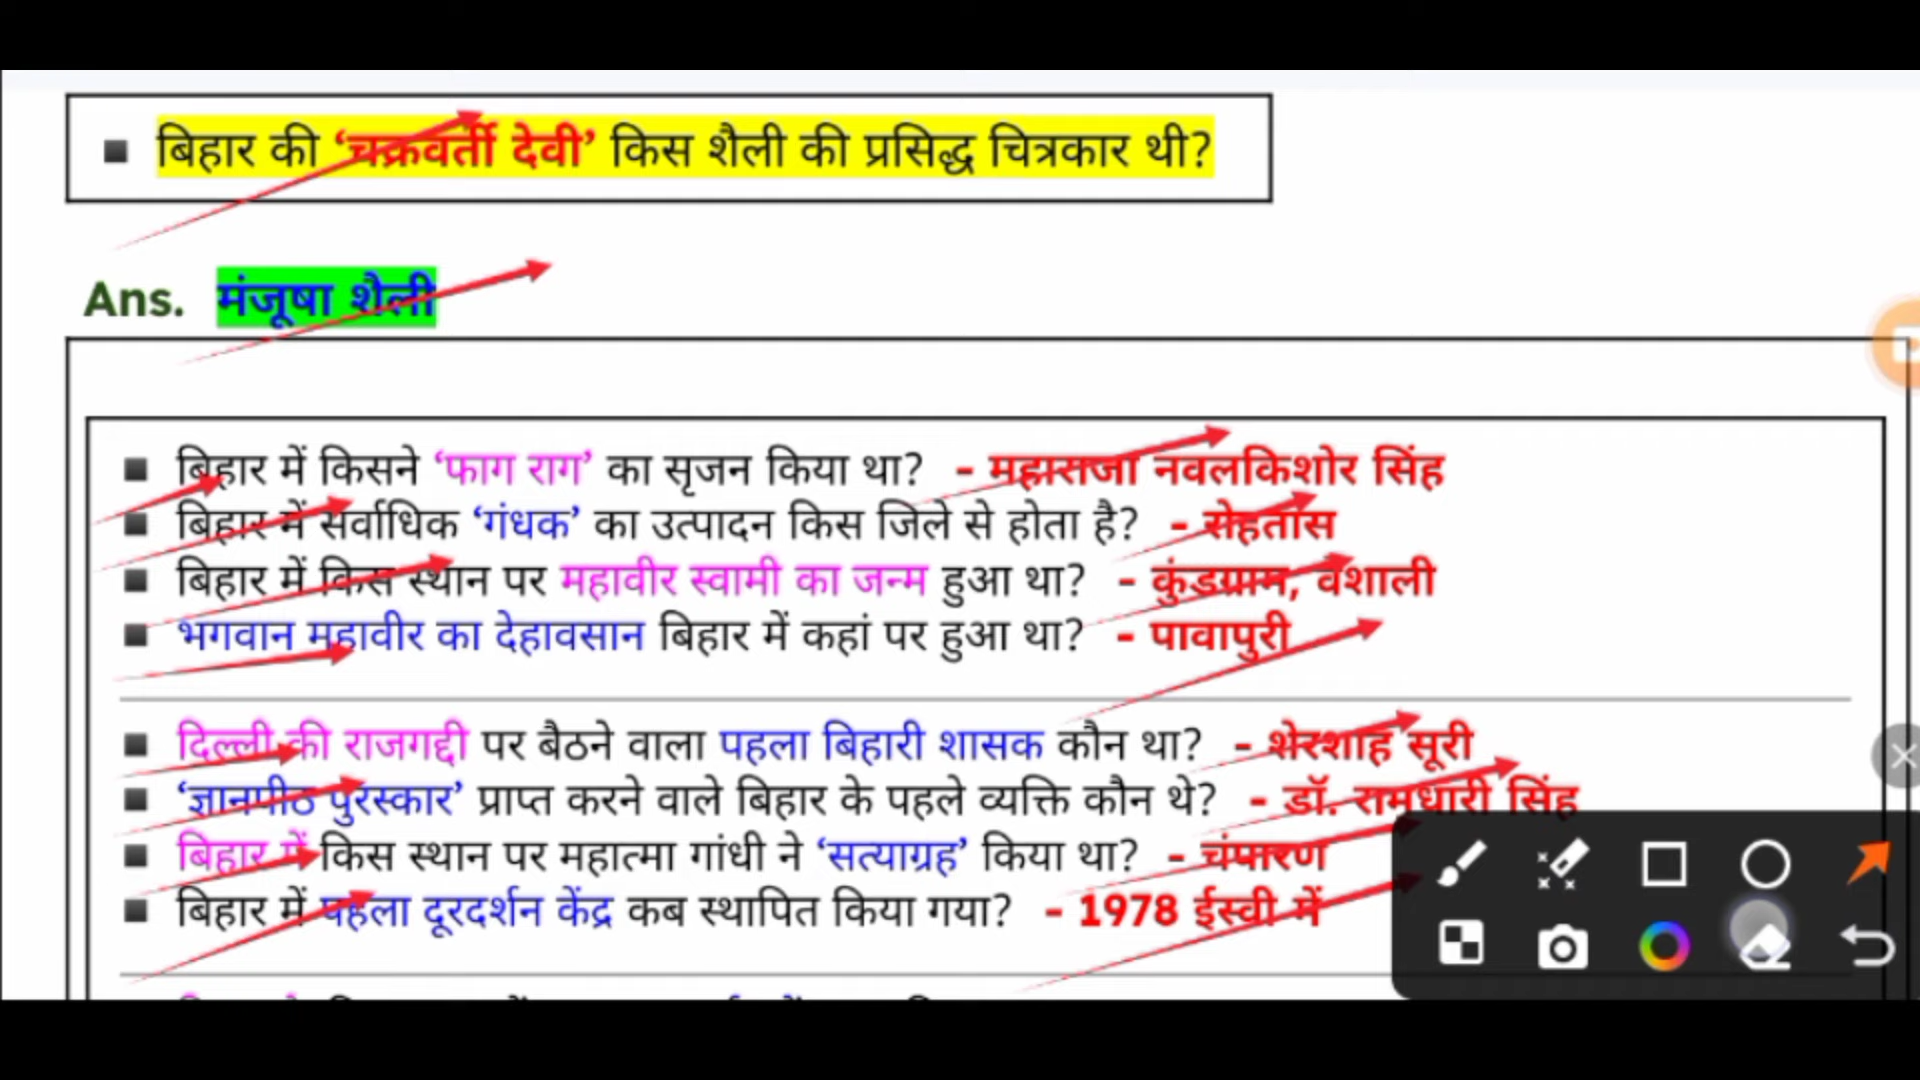 ▪ बिहार की ‘चक्रवर्ती देवी’ किस शैली की प्रसिद्ध चित्रकार थी?
Ans. मंजूषा शैली
▪ बिहार में किसने ‘फाग राग’ का सृजन किया था? - महाराजा नवलकिशोर सिंह
▪ बिहार में सर्वाधिक ‘गंधक’ का उत्पादन किस जिले से होता है? - रोहतास
▪ बिहार में किस स्थान पर महावीर स्वामी का जन्म हुआ था? - कुंडग्राम, वैशाली
▪ भगवान महावीर का देहावसान बिहार में कहां पर हुआ था? - पावापुरी
▪ दिल्ली की राजगद्दी पर बैठने वाला पहला बिहारी शासक कौन था? - शेरशाह सूरी
▪ ‘ज्ञानपीठ पुरस्कार’ प्राप्त करने वाले बिहार के पहले व्यक्ति कौन थे? - डॉ. रामधारी सिंह
▪ बिहार में किस स्थान पर महात्मा गांधी ने ‘सत्याग्रह’ किया था? - चंपारण
▪ बिहार में पहला दूरदर्शन केंद्र कब स्थापित किया गया? - 1978 ईस्वी में